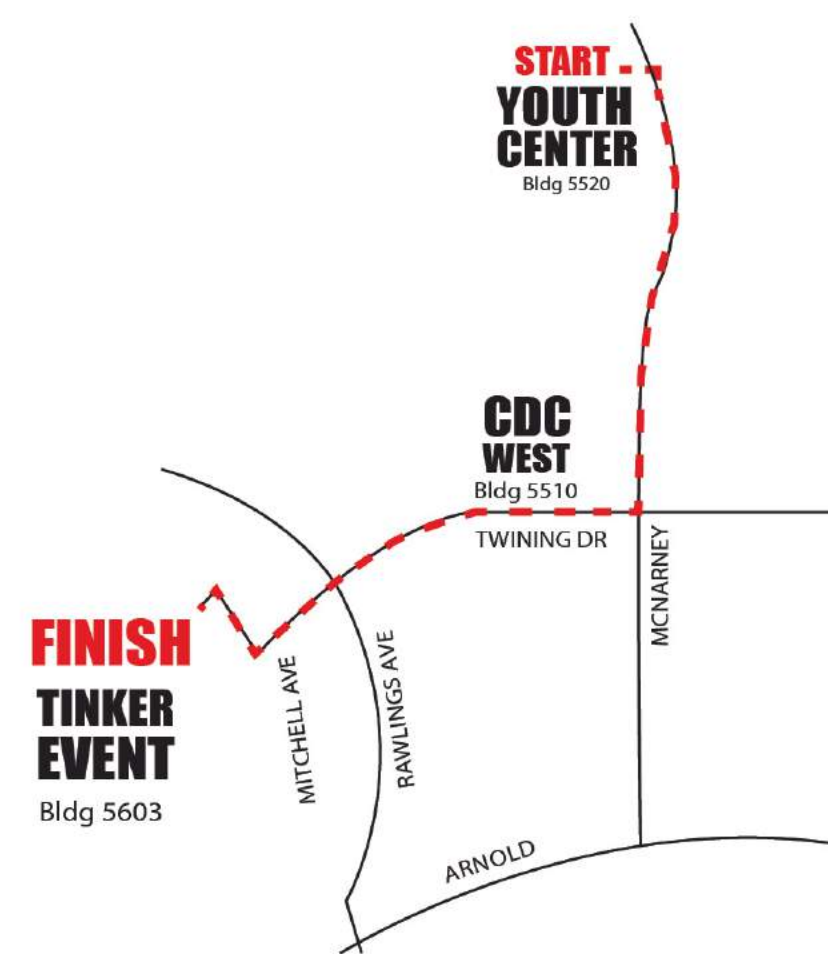 START
YOUTH
CENTER
Bldg 5520
CDC
WEST
Bldg 5510
TWINING DR
MCNARNEY
FINISH
TINKER
EVENT
Bldg 5603
MITCHELL AVE
RAWLINGS AVE
ARNOLD